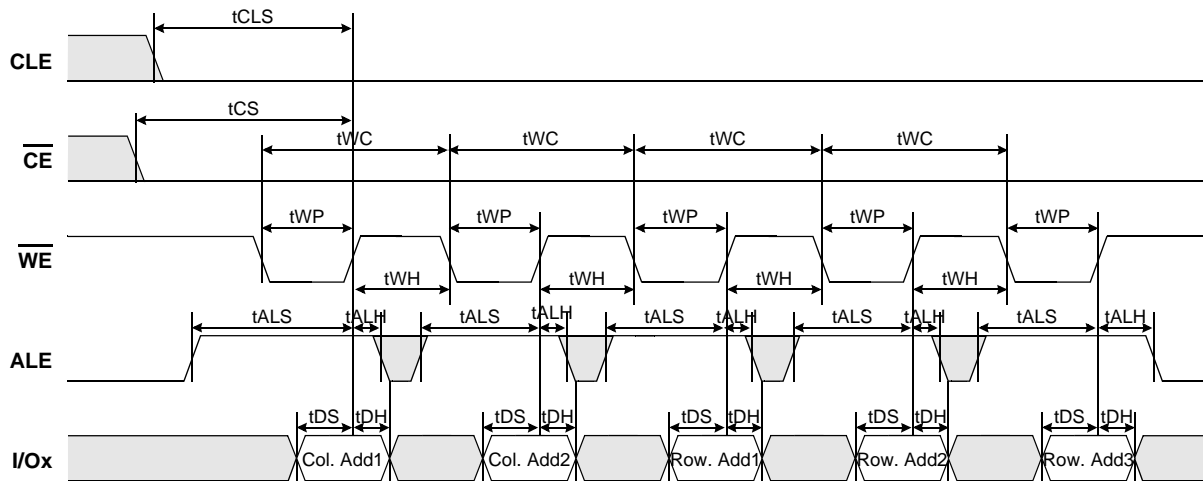 tCLS
CLE
tCS
CE
tWC tWC tWC tWC
WE
tWP tWP tWP tWP tWP
tWH tWH tWH tWH
ALE
tALS tALH tALS tALH tALS tALH tALS tALH tALS tALH
tDS tDH tDS tDH tDS tDH tDS tDH tDS tDH
I/Ox
Col. Add1 Col. Add2 Row. Add1 Row. Add2 Row. Add3